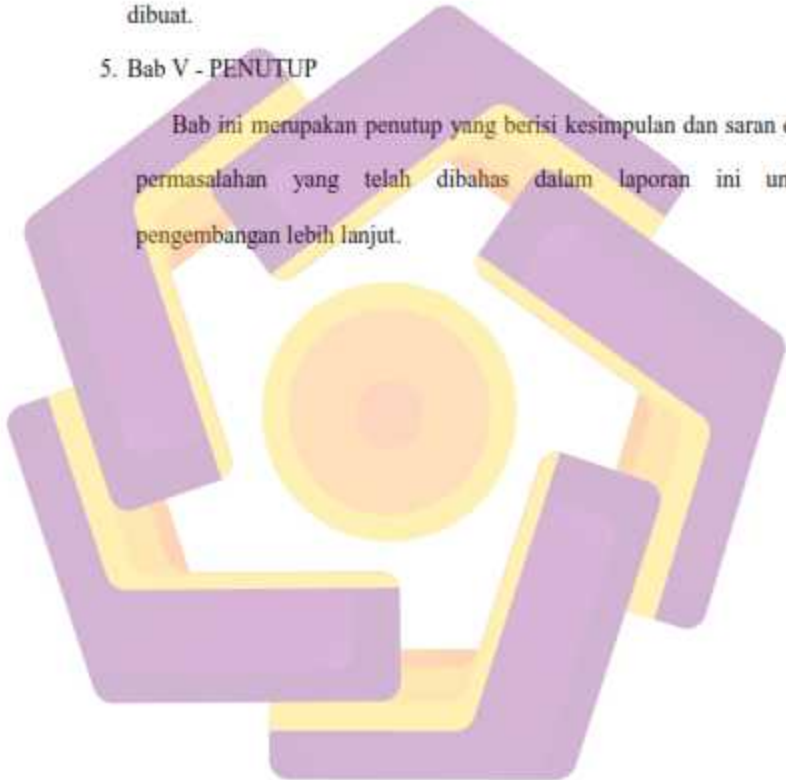 dibuat.
5. Bab V - PENUTUP
Bab ini merupakan penutup yang berisi kesimpulan dan saran
permasalahan yang telah dibahas dalam laporan ini
pengembangan lebih lanjut.